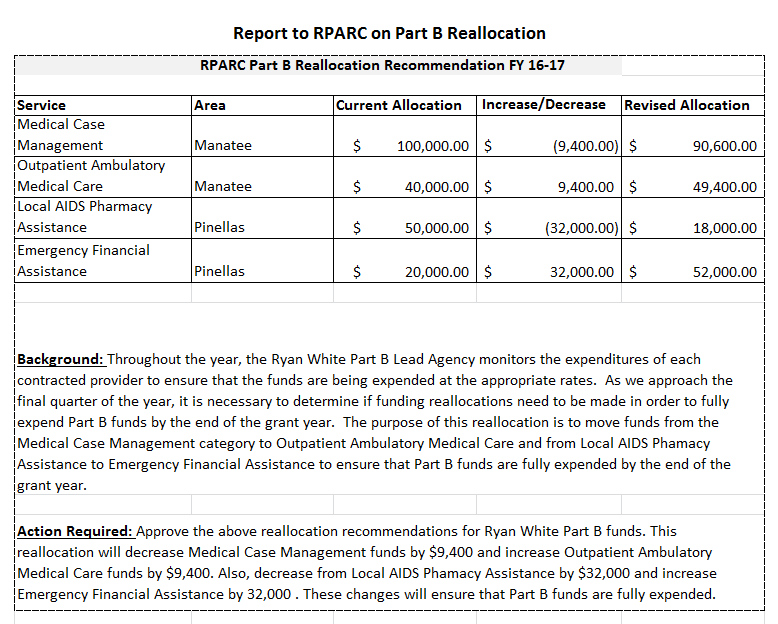 Report to RPARC on Part B Reallocation
RPARC Part B Reallocation Recommendation FY 16-17
Service Area Current Allocation Increase/Decrease Revised Allocation
Medical Case
Management Manatee $ 100,000.00 $ (9,400.00) $ 90,600.00
Outpatient Ambulatory
Medical Care Manatee $ 40,000.00 $ 9,400.00 $ 49,400.00
Local AIDS Pharmacy
Assistance Pinellas $ 50,000.00 $ (32,000.00) $ 18,000.00
Emergency Financial
Assistance Pinellas $ 20,000.00 $ 32,000.00 $ 52,000.00
Background: Throughout the year, the Ryan White Part B Lead Agency monitors the expenditures of each
contracted provider to ensure that the funds are being expended at the appropriate rates. As we approach the
final quarter of the year, it is necessary to determine if funding reallocations need to be made in order to fully
expend Part B funds by the end of the grant year. The purpose of this reallocation is to move funds from the
Medical Case Management category to Outpatient Ambulatory Medical Care and from Local AIDS Phamacy
Assistance to Emergency Financial Assistance to ensure that Part B funds are fully expended by the end of the
grant year.
Action Required: Approve the above reallocation recommendations for Ryan White Part B funds. This
reallocation will decrease Medical Case Management funds by $9,400 and increase Outpatient Ambulatory
Medical Care funds by $9,400. Also, decrease from Local AIDS Phamacy Assistance by $32,000 and increase
Emergency Financial Assistance by 32,000 . These changes will ensure that Part B funds are fully expended.